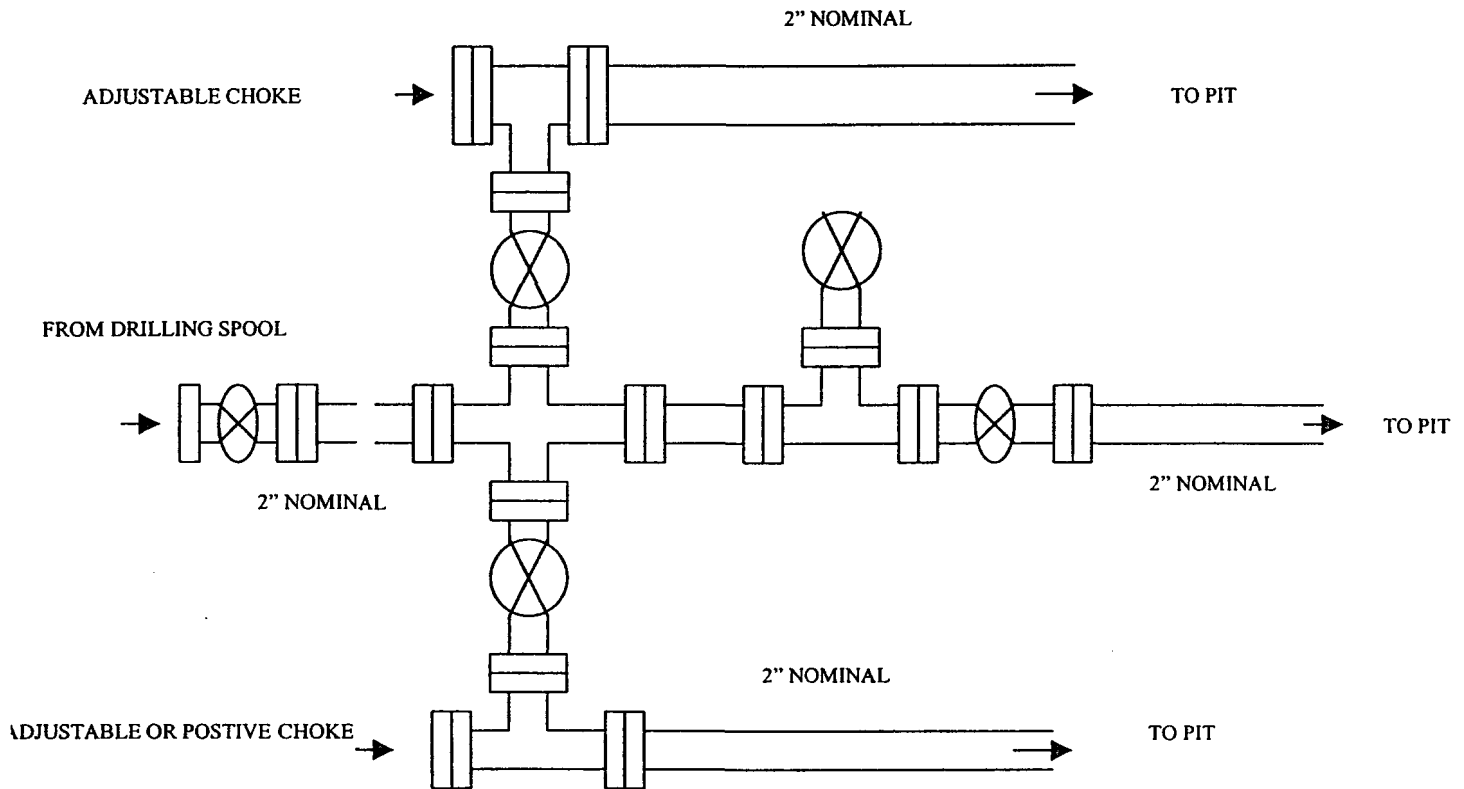 2” NOMINAL
ADJUSTABLE CHOKE
TO PIT
FROM DRILLING SPOOL
TO PIT
2” NOMINAL
2” NOMINAL
2” NOMINAL
ADJUSTABLE OR POSTIVE CHOKE
TO PIT